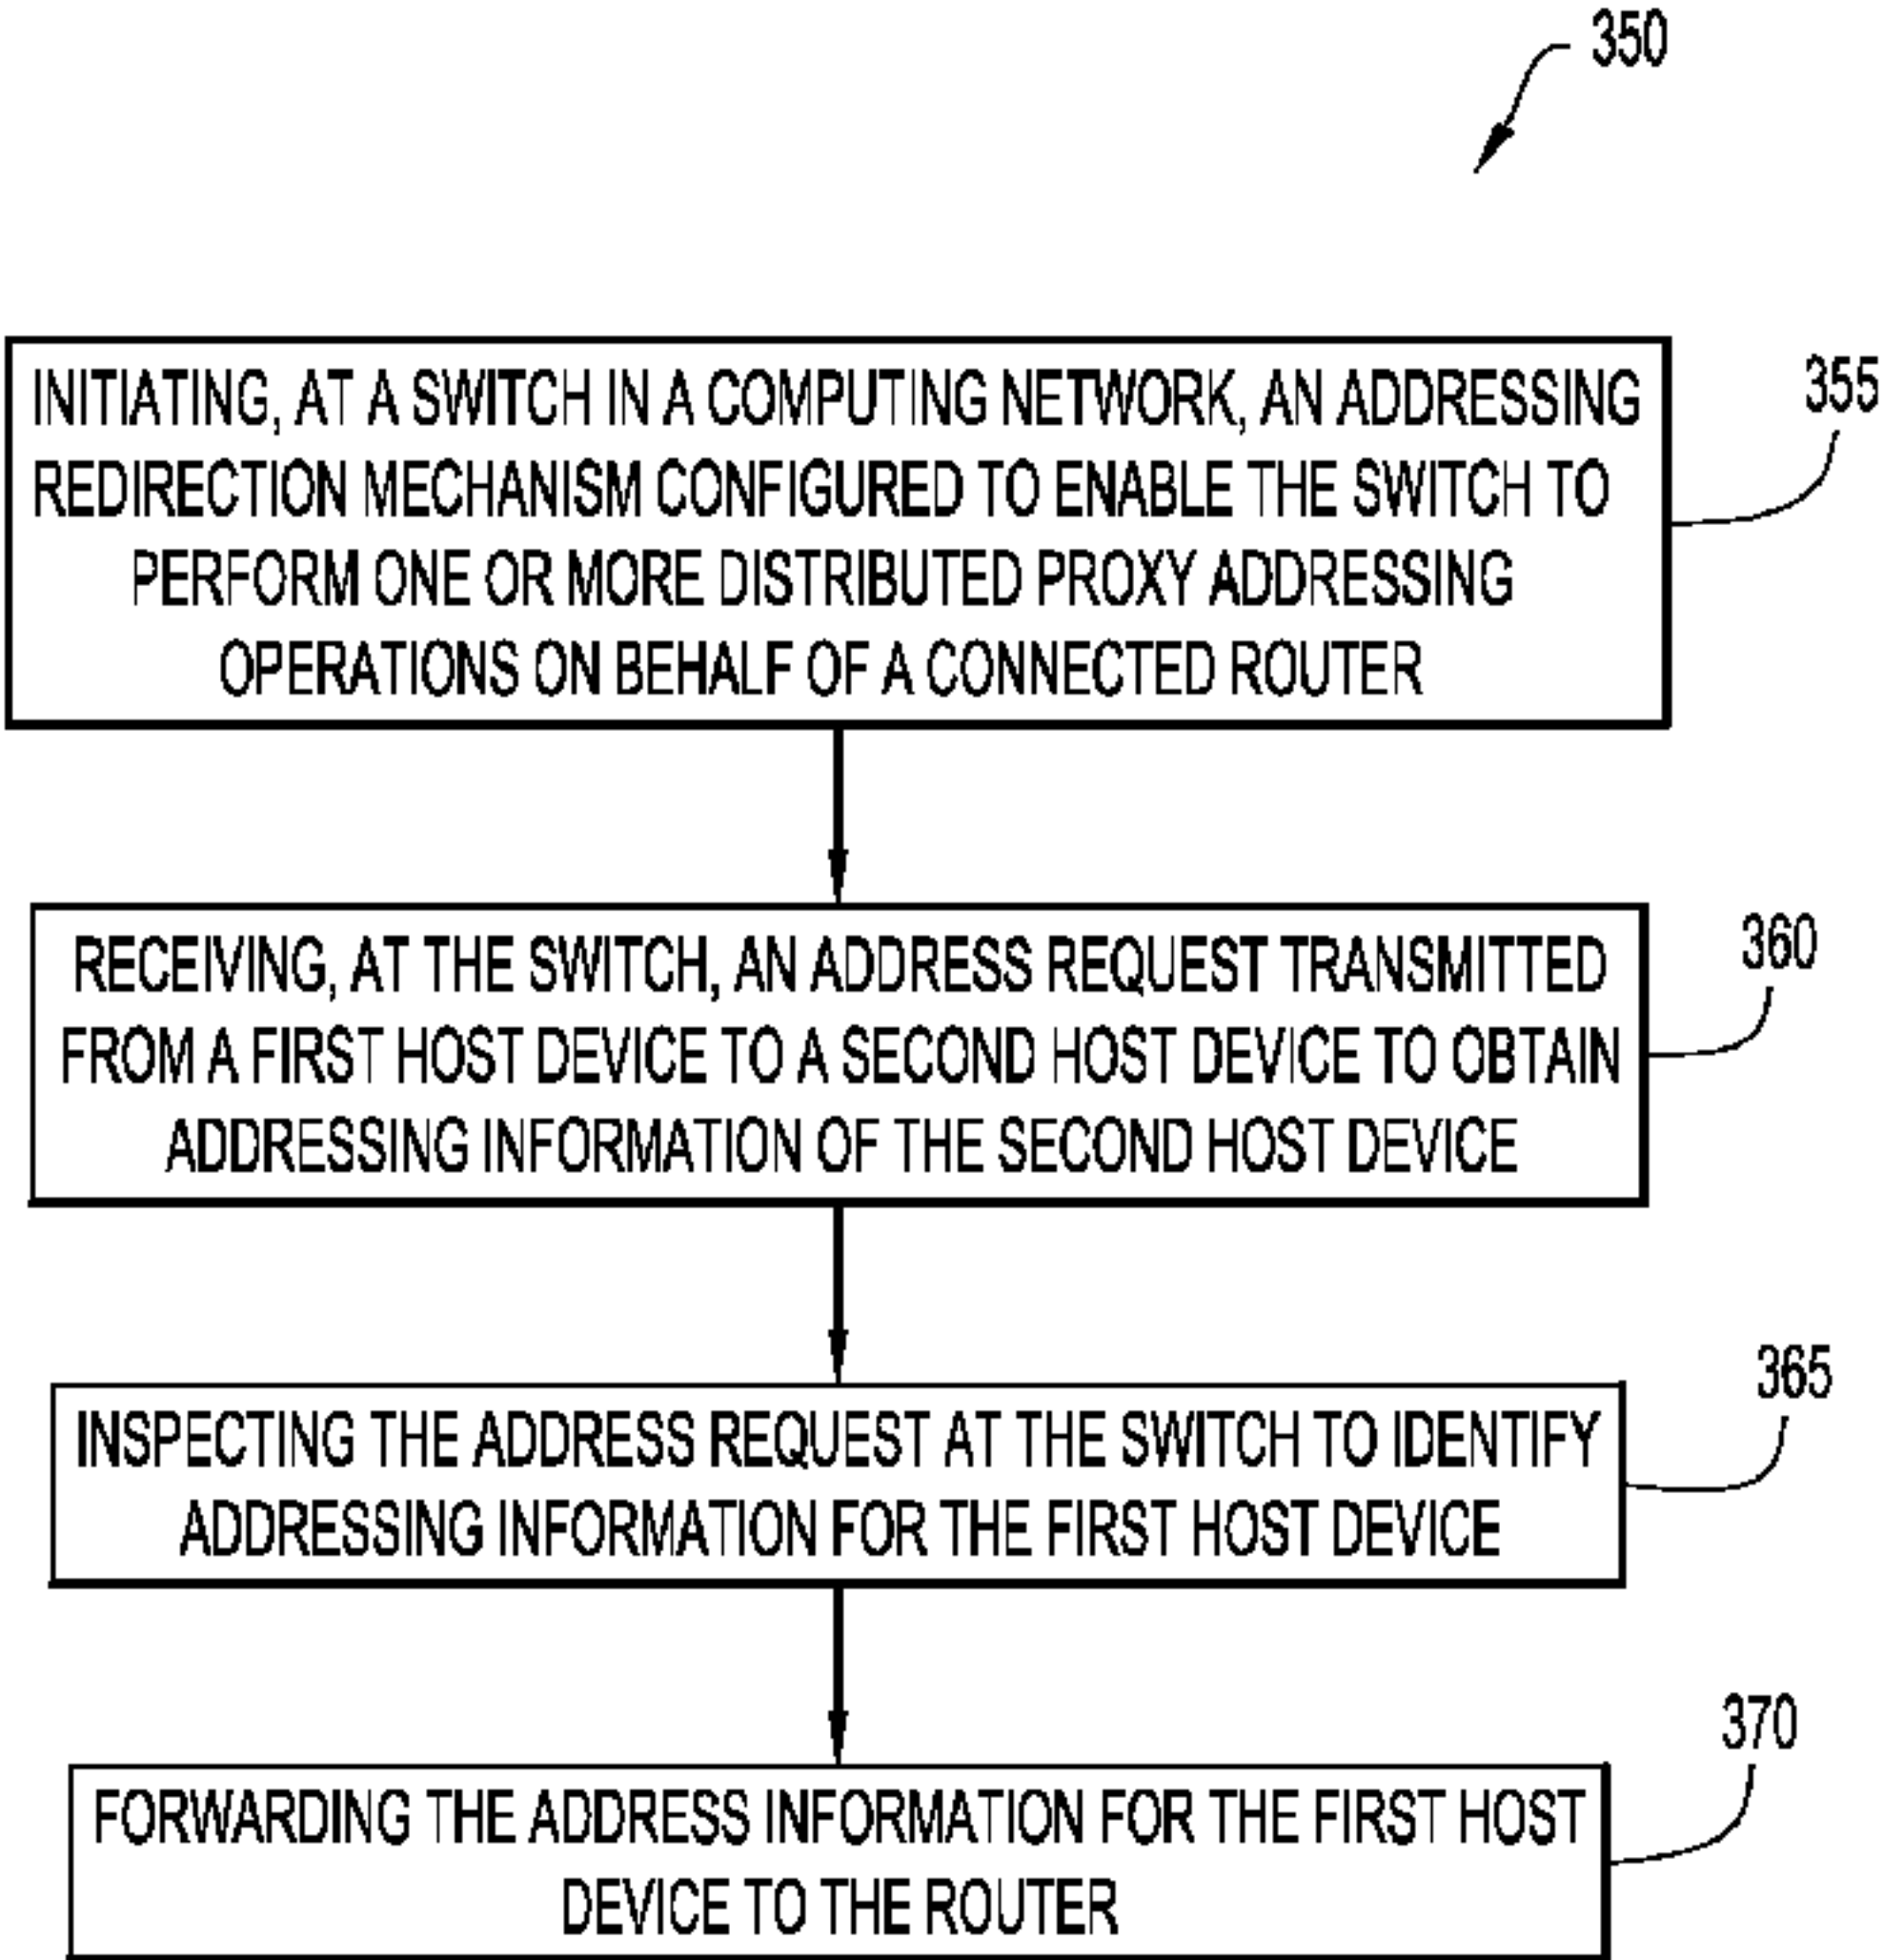 350
INITIATING, AT A SWITCH IN A COMPUTING NETWORK, AN ADDRESSING
REDIRECTION MECHANISM CONFIGURED TO ENABLE THE SWITCH TO
PERFORM ONE OR MORE DISTRIBUTED PROXY ADDRESSING
OPERATIONS ON BEHALF OF A CONNECTED ROUTER
355
RECEIVING, AT THE SWITCH, AN ADDRESS REQUEST TRANSMITTED
FROM A FIRST HOST DEVICE TO A SECOND HOST DEVICE TO OBTAIN
ADDRESSING INFORMATION OF THE SECOND HOST DEVICE
360
INSPECTING THE ADDRESS REQUEST AT THE SWITCH TO IDENTIFY
ADDRESSING INFORMATION FOR THE FIRST HOST DEVICE
365
FORWARDING THE ADDRESS INFORMATION FOR THE FIRST HOST
DEVICE TO THE ROUTER
370